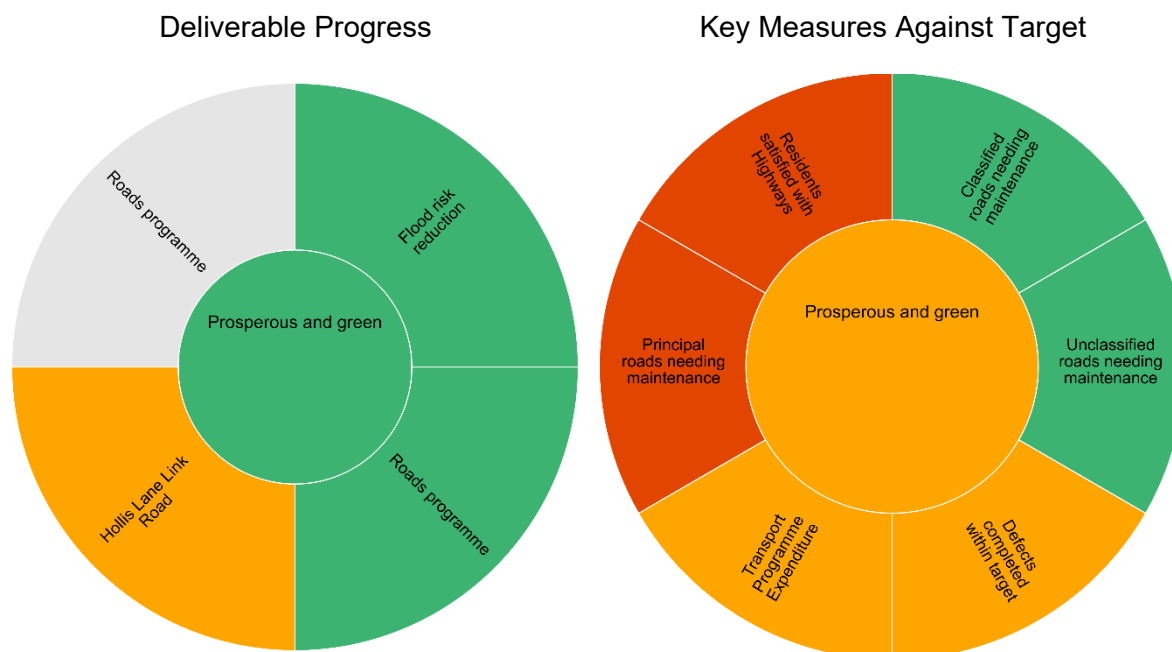 Deliverable Progress
Roads programme
Flood risk
reduction
Prosperous and green
Hollis Lane Link
Road
Roads programme
Key Measures Against Target
Residents
satisfied with
Highways
Classified
roads needing
maintenance
Prosperous and green
Principal
roads needing
maintenance
Unclassified
roads needing
maintenance
Transport
Programme
Expenditure
Defects
completed
within target